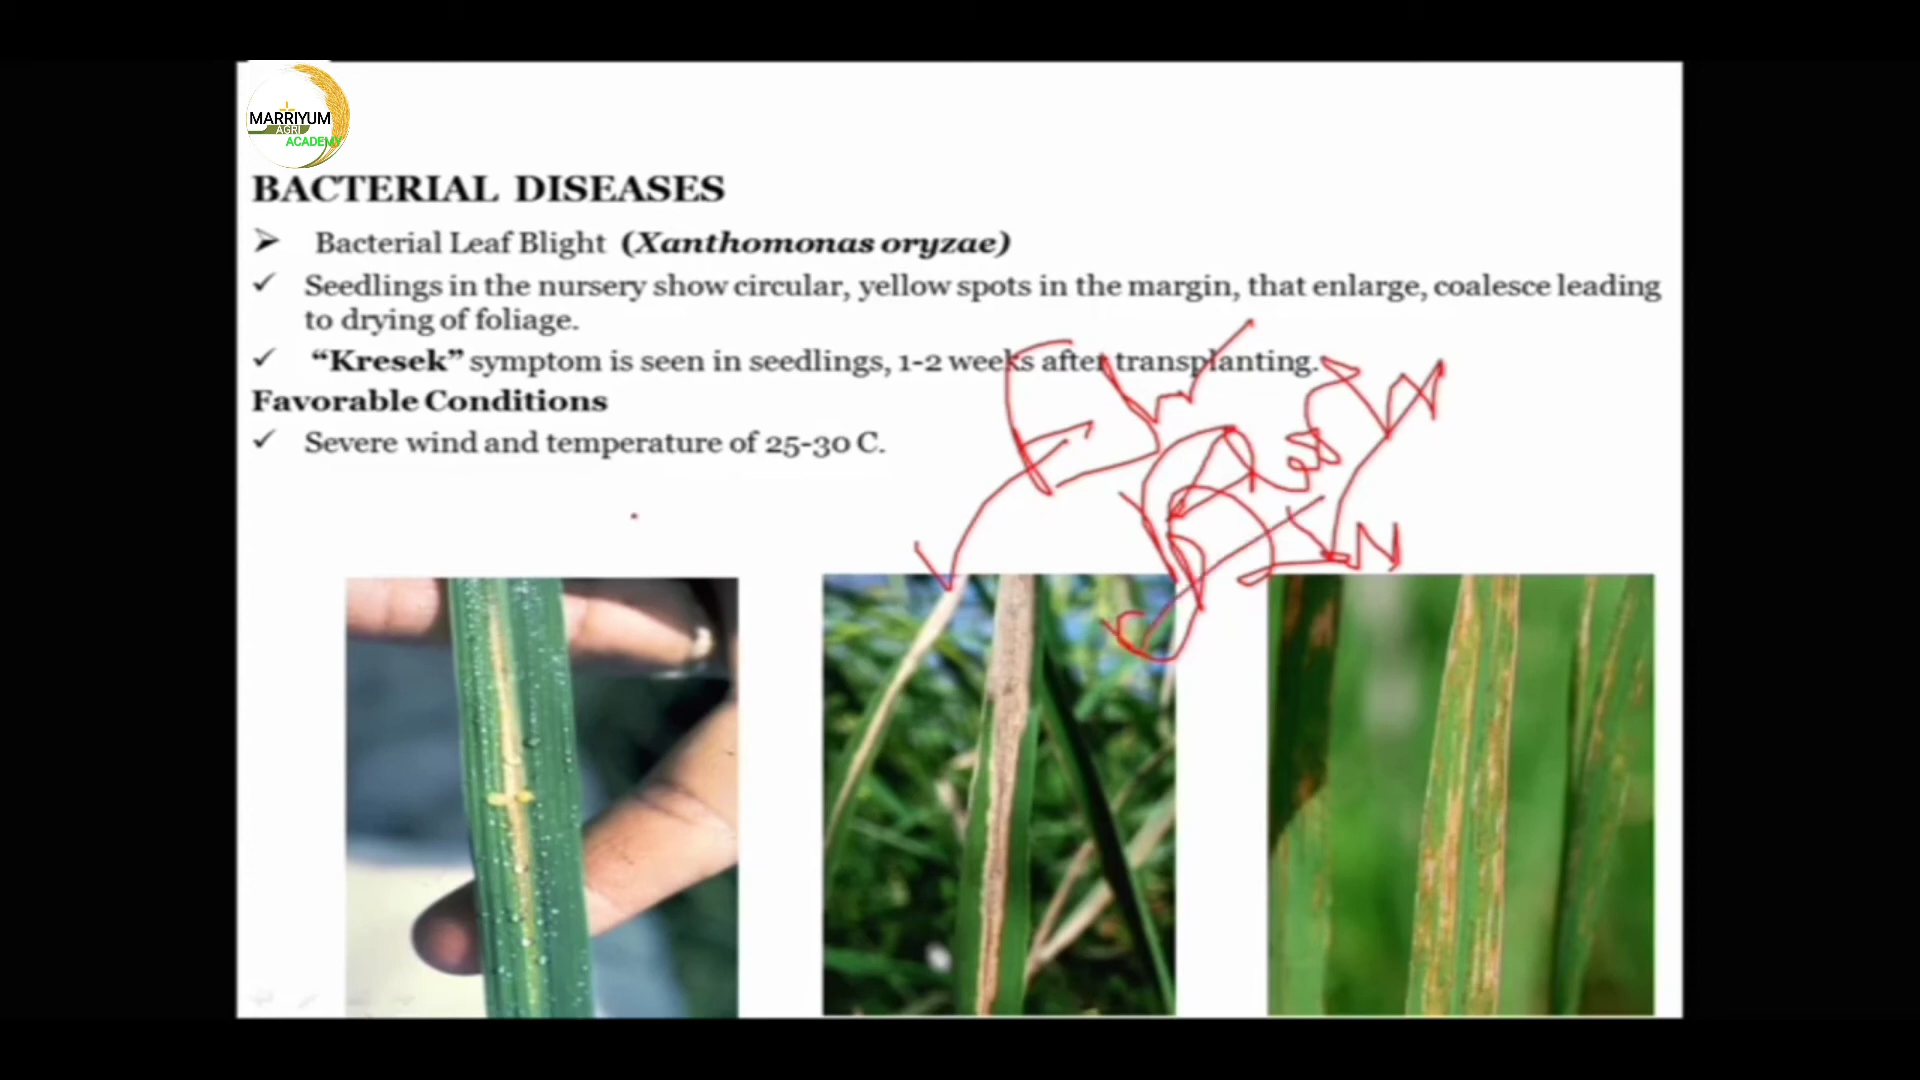 MARRIYUM
AGRI
ACADEMY
BACTERIAL DISEASES
Bacterial Leaf Blight (Xanthomonas oryzae)
Seedlings in the nursery show circular, yellow spots in the margin, that enlarge, coalesce leading
to drying of foliage.
“Kresek” symptom is seen in seedlings, 1-2 weeks after transplanting.
Favorable Conditions
Severe wind and temperature of 25-30 C.